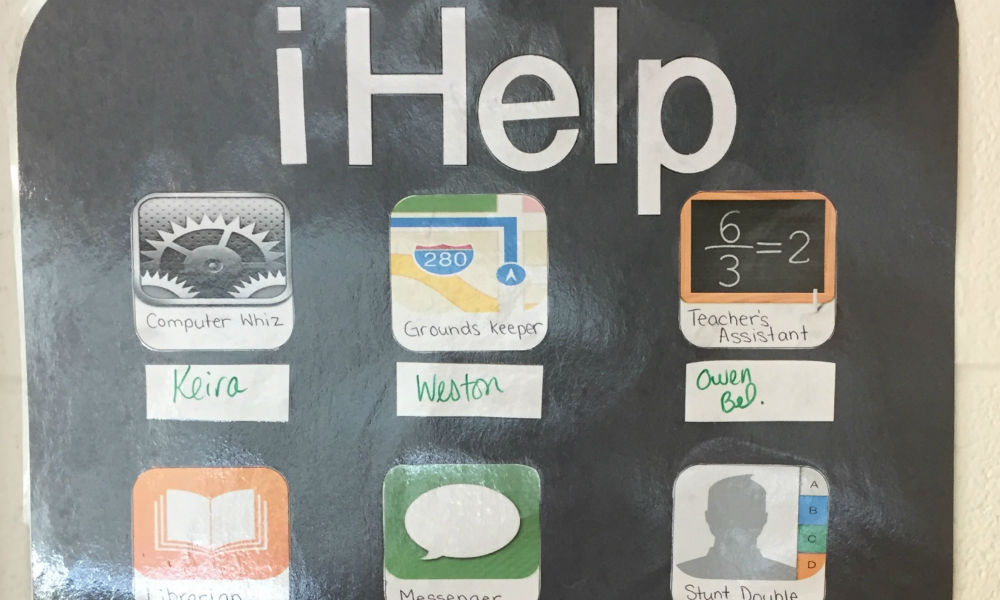 iHelp
280
6
3
=2
Computer Whiz
Grounds keeper
Teacher's
Assistant
Keira
Weston
Owen
Bel.
A
B
C
D
Librarian
Messenger
Stunt Double